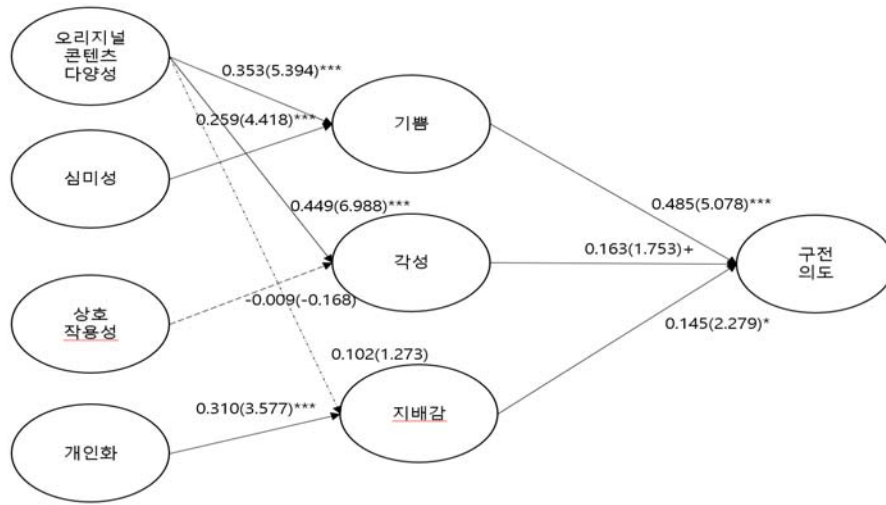 오리지널
콘텐츠
다양성
0.353(5.394)***
0.259(4.418)***
기쁨
심미성
0.449(6.988)***
0.485(5.078)***
각성
0.163(1.753)+
구전
의도
상호
작용성
-0.009(-0.168)
0.145(2.279)*
0.102(1.273)
0.310(3.577)***
지배감
개인화